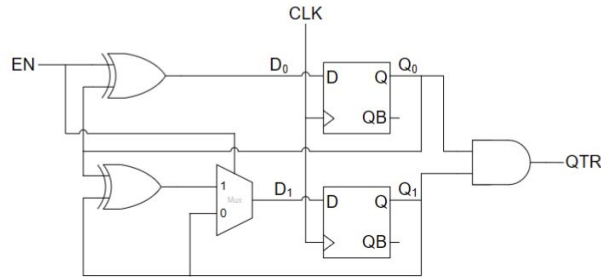 CLK
EN
D₀
D
Q
Q₀
QB
QTR
1
Mux
0
D₁
D
Q
Q₁
QB